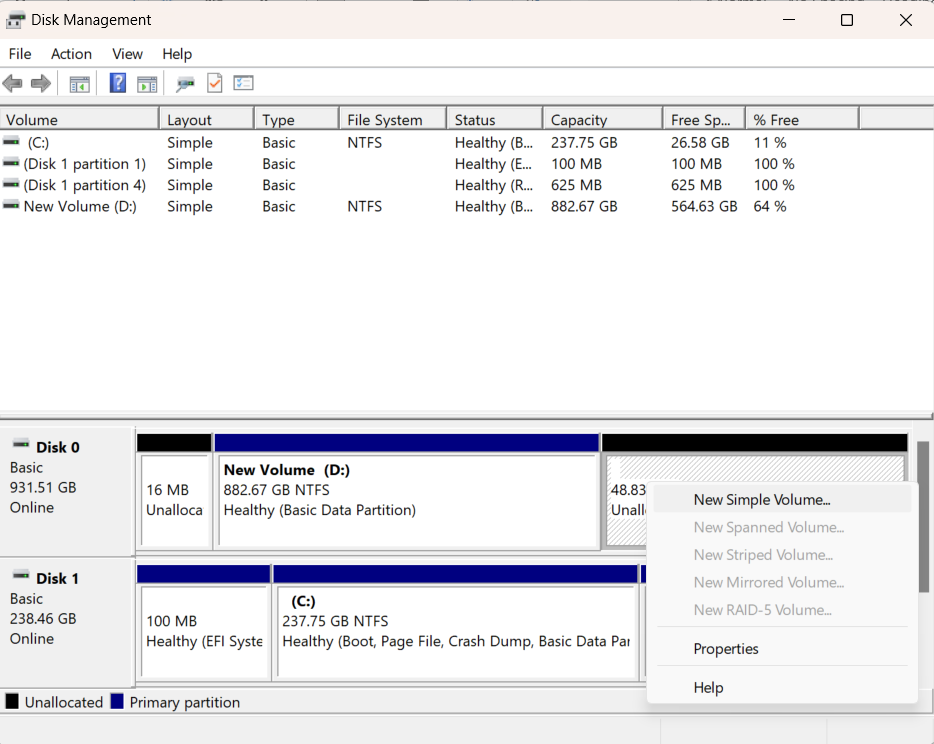 Disk Management
File Action View Help
Volume Layout Type File System Status Capacity Free Sp... % Free
(C:) Simple Basic NTFS Healthy (B... 237.75 GB 26.58 GB 11 %
(Disk 1 partition 1) Simple Basic Healthy (E... 100 MB 100 MB 100 %
(Disk 1 partition 4) Simple Basic Healthy (R... 625 MB 625 MB 100 %
New Volume (D:) Simple Basic NTFS Healthy (B... 882.67 GB 564.63 GB 64 %
Disk 0
Basic
931.51 GB
Online
16 MB
Unalloca
New Volume (D:)
882.67 GB NTFS
Healthy (Basic Data Partition)
48.83
Unallo
New Simple Volume...
New Spanned Volume...
New Striped Volume...
New Mirrored Volume...
New RAID-5 Volume...
Properties
Help
Disk 1
Basic
238.46 GB
Online
100 MB
Healthy (EFI Syste
(C:)
237.75 GB NTFS
Healthy (Boot, Page File, Crash Dump, Basic Data Par
Unallocated Primary partition